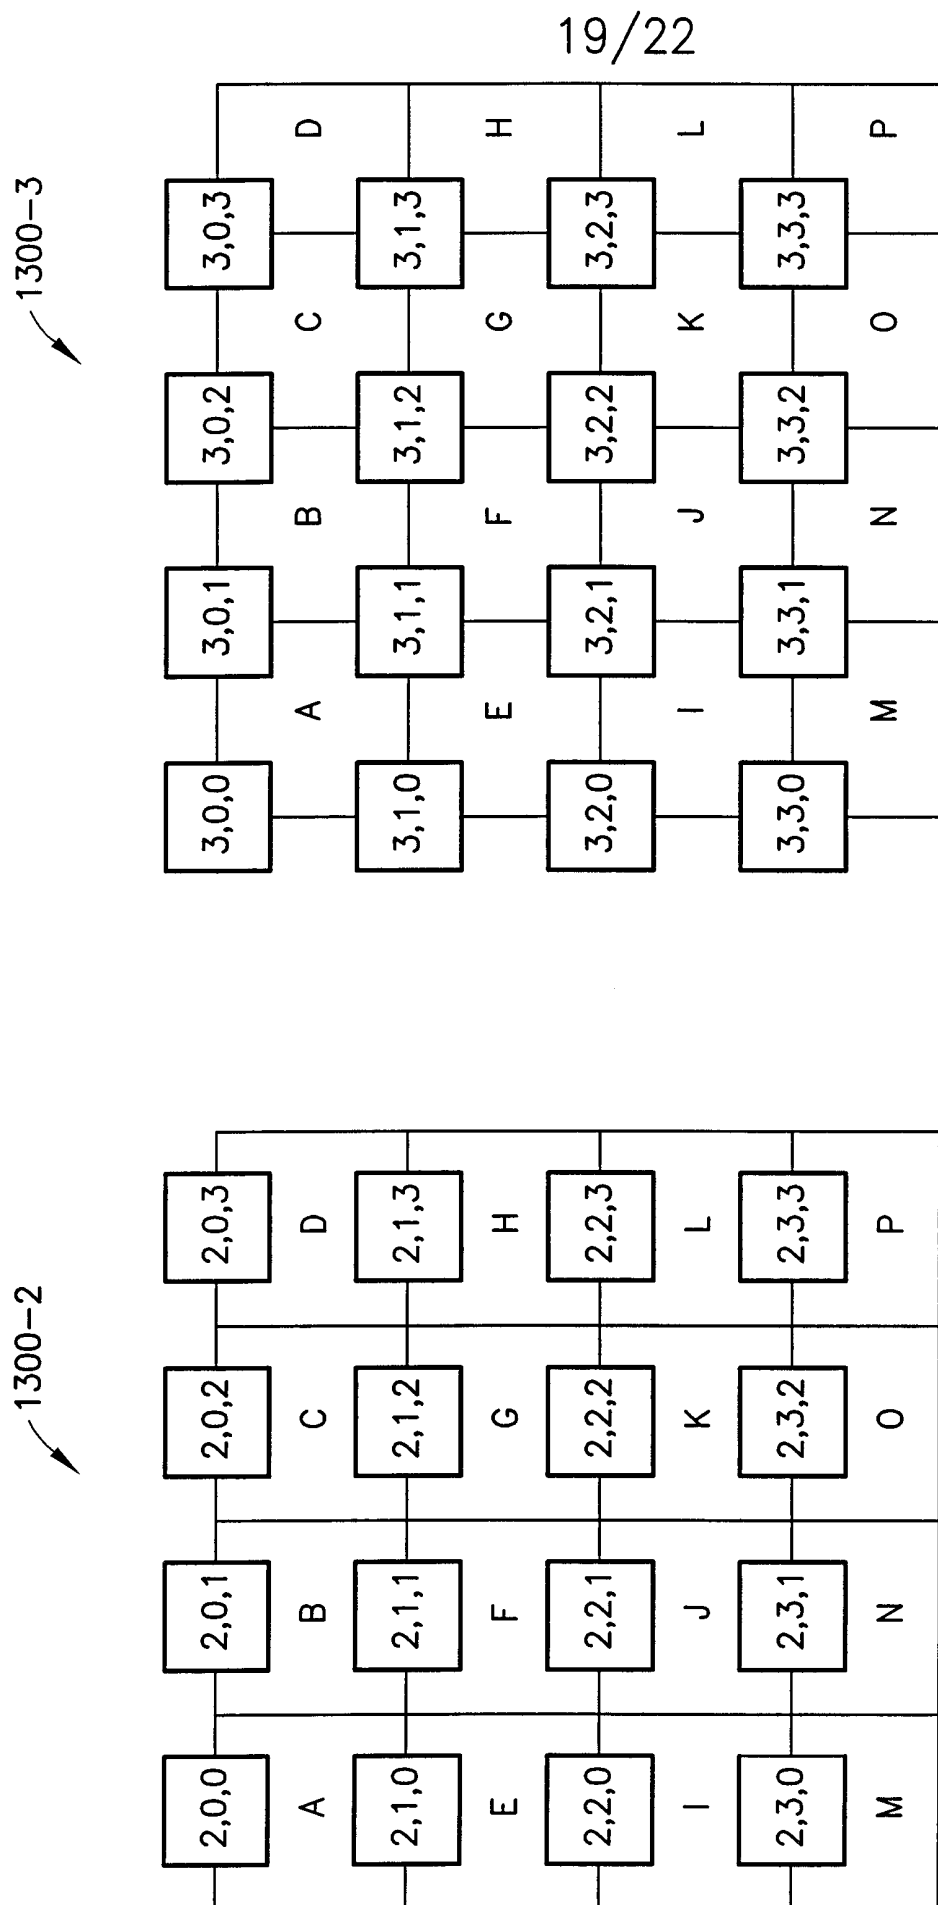 19/22
1300-3
3,0,0 3,0,1 3,0,2 3,0,3
A B C D
3,1,0 3,1,1 3,1,2 3,1,3
E F G H
3,2,0 3,2,1 3,2,2 3,2,3
I J K L
3,3,0 3,3,1 3,3,2 3,3,3
M N O P
1300-2
2,0,0 2,0,1 2,0,2 2,0,3
A B C D
2,1,0 2,1,1 2,1,2 2,1,3
E F G H
2,2,0 2,2,1 2,2,2 2,2,3
I J K L
2,3,0 2,3,1 2,3,2 2,3,3
M N O P